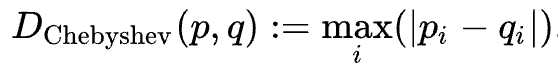 D_Chebyshev(p, q) := max_i(|p_i − q_i|).